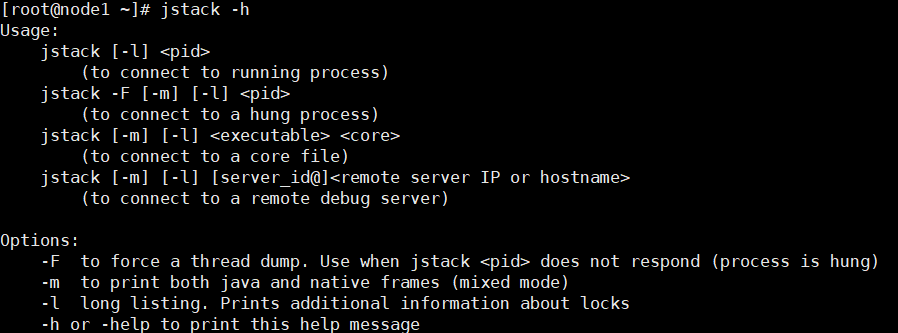 [root@node1 ~]# jstack -h
Usage:
    jstack [-l] <pid>
        (to connect to running process)
    jstack -F [-m] [-l] <pid>
        (to connect to a hung process)
    jstack [-m] [-l] <executable> <core>
        (to connect to a core file)
    jstack [-m] [-l] [server_id@]<remote server IP or hostname>
        (to connect to a remote debug server)

Options:
    -F  to force a thread dump. Use when jstack <pid> does not respond (process is hung)
    -m  to print both java and native frames (mixed mode)
    -l  long listing. Prints additional information about locks
    -h or -help to print this help message